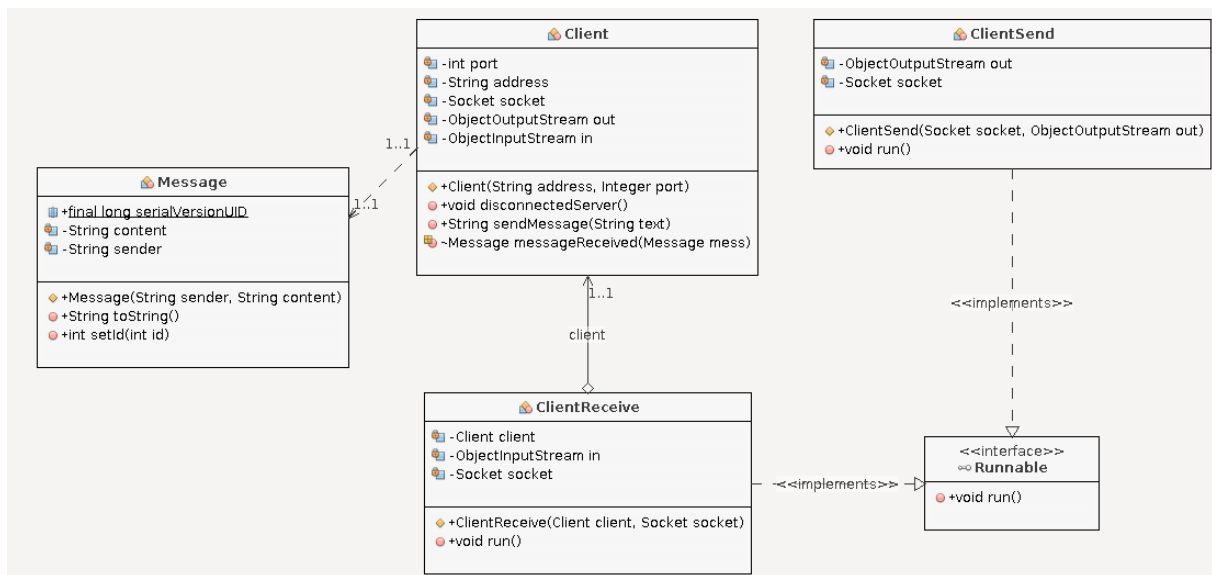 Client
-int port
-String address
-Socket socket
-ObjectOutputStream out
-ObjectInputStream in
+Client(String address, Integer port)
+void disconnectedServer()
+String sendMessage(String text)
~Message messageReceived(Message mess)
ClientSend
-ObjectOutputStream out
-Socket socket
+ClientSend(Socket socket, ObjectOutputStream out)
+void run()
1..1
1..1
Message
+final long serialVersionUID
-String content
-String sender
+Message(String sender, String content)
+String toString()
+int setId(int id)
1..1
client
<<implements>>
ClientReceive
-Client client
-ObjectInputStream in
-Socket socket
+ClientReceive(Client client, Socket socket)
+void run()
<<implements>>
<<interface>>
Runnable
+void run()